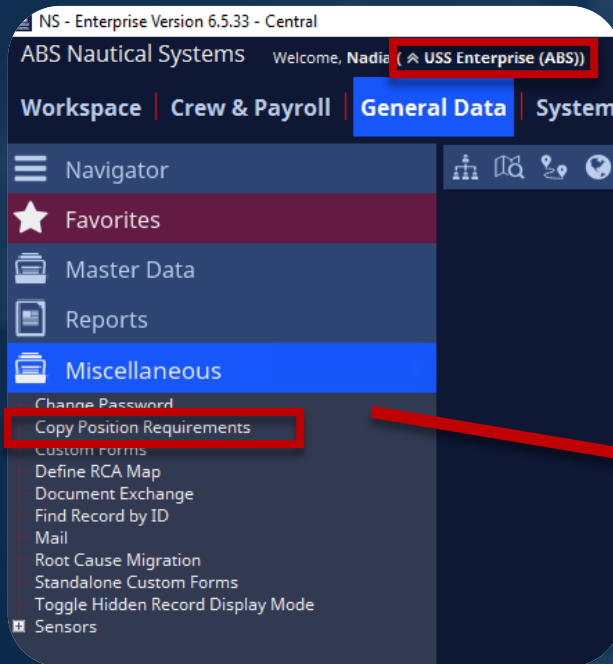 NS - Enterprise Version 6.5.33 - Central
ABS Nautical Systems Welcome, Nadia ( USS Enterprise (ABS))
Workspace Crew & Payroll General Data System
Navigator
Favorites
Master Data
Reports
Miscellaneous
Change Password
Copy Position Requirements
Custom Forms
Define RCA Map
Document Exchange
Find Record by ID
Mail
Root Cause Migration
Standalone Custom Forms
Toggle Hidden Record Display Mode
Sensors